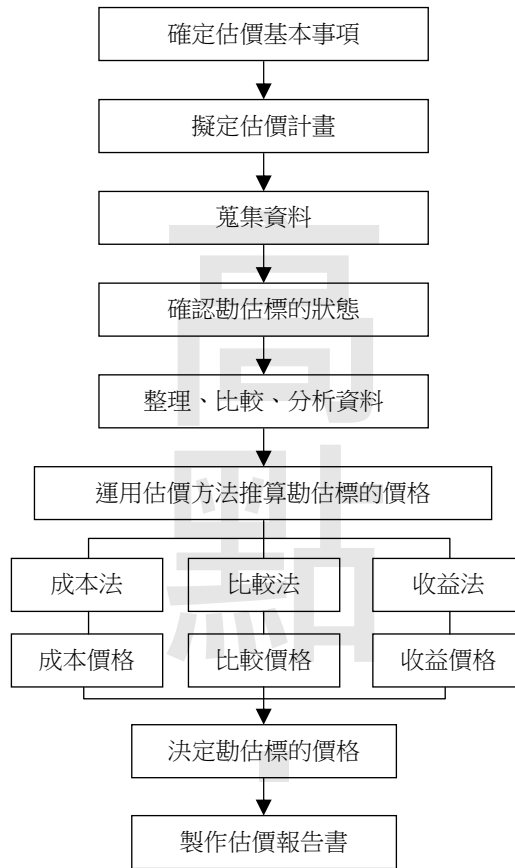 確定估價基本事項
擬定估價計畫
蒐集資料
確認勘估標的狀態
整理、比較、分析資料
運用估價方法推算勘估標的價格
成本法 比較法 收益法
成本價格 比較價格 收益價格
決定勘估標的價格
製作估價報告書
高點